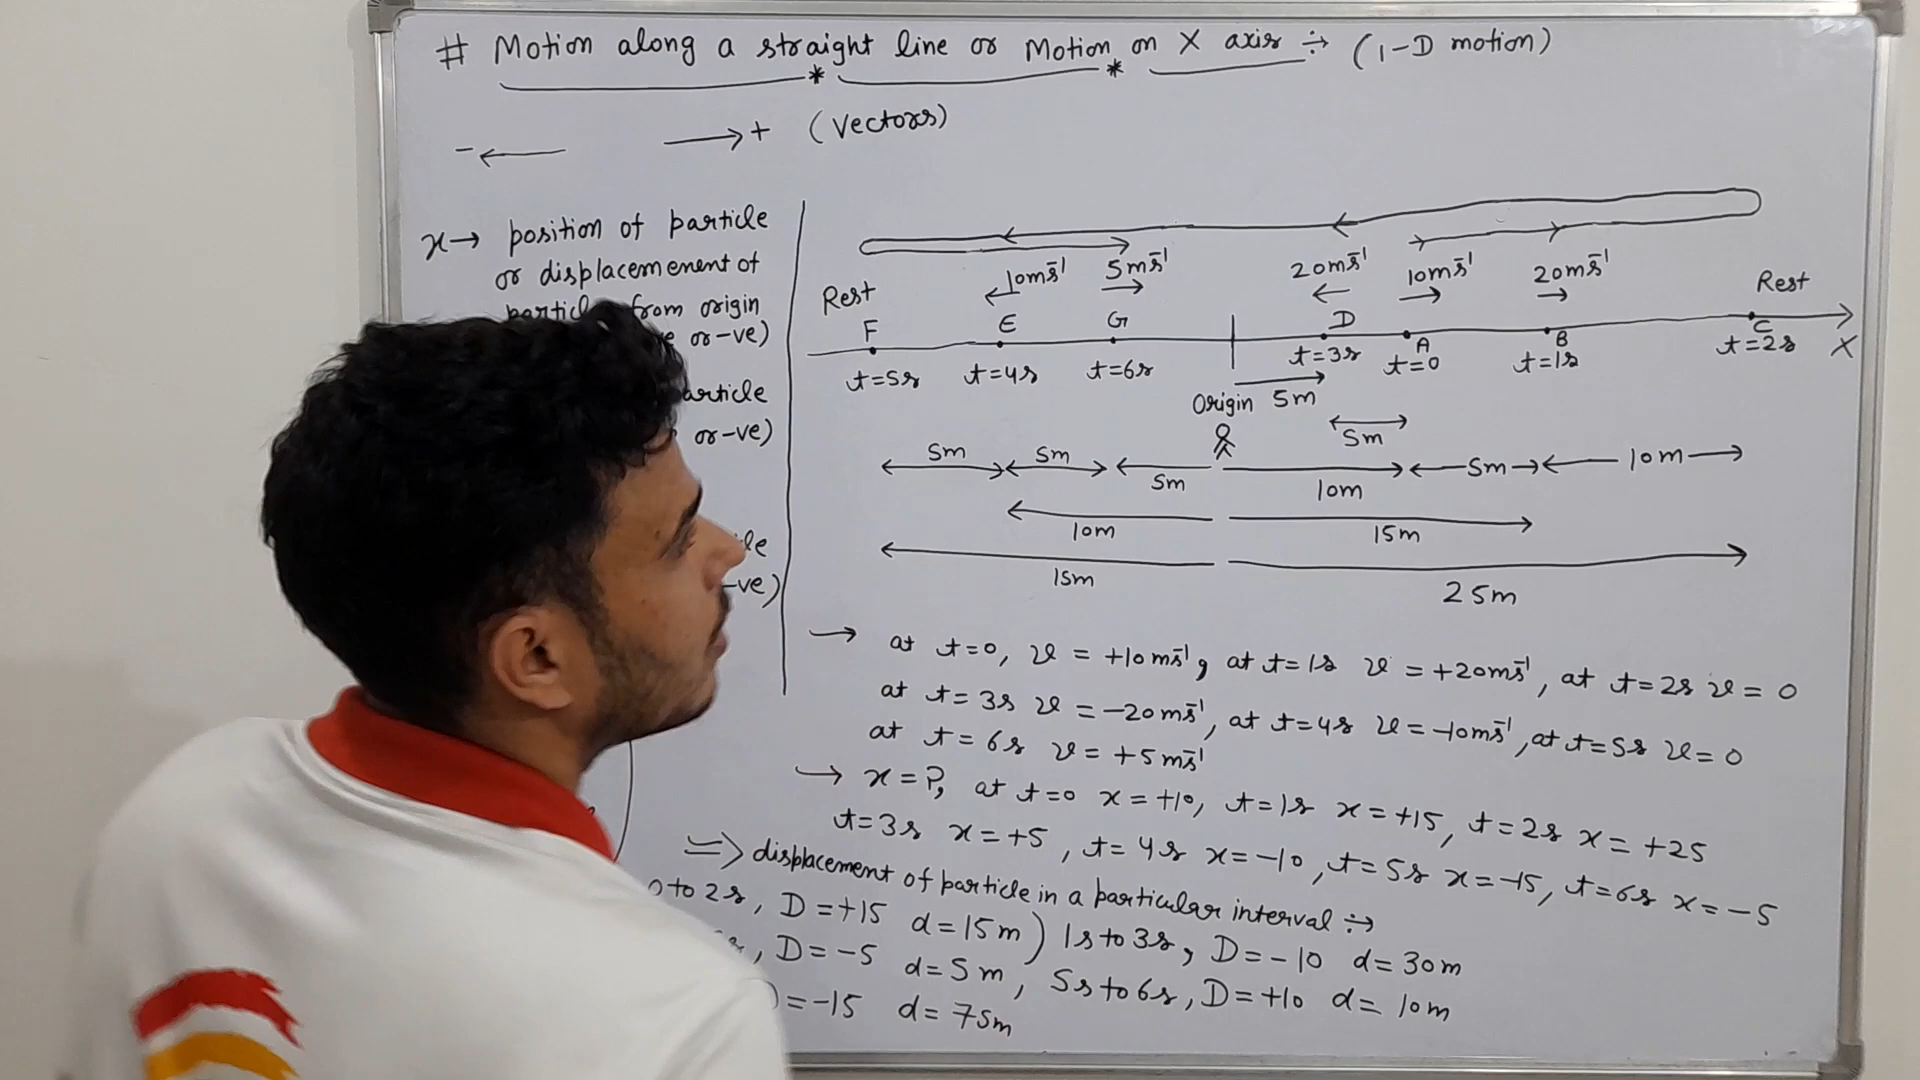 # Motion along a straight line or Motion on X axis ÷ (1-D motion)
- ← → + (Vectors)
x → position of particle
or displacemenent of
particle from origin
or -ve)
article
or -ve)
le
-ve)
10ms⁻¹ 5ms⁻¹ 20ms⁻¹ 10ms⁻¹ 20ms⁻¹
Rest Rest
F E G D A B C X
t=5s t=4s t=6s t=3s t=0 t=1s t=2s
Origin 5m
5m
5m 5m 5m 10m 5m 10m
10m 15m
15m 25m
→ at t=0, v = +10ms⁻¹, at t=1s v = +20ms⁻¹, at t=2s v = 0
at t=3s v = -20ms⁻¹, at t=4s v = -10ms⁻¹, at t=5s v = 0
at t=6s v = +5ms⁻¹
→ x=?, at t=0 x=+10, t=1s x=+15, t=2s x=+25
t=3s x=+5, t=4s x=-10, t=5s x=-15, t=6s x=-5
⇒ displacement of particle in a particular interval ÷
0 to 2s, D=+15 d=15m) 1s to 3s, D=-10 d=30m
, D=-5 d=5m, 5s to 6s, D=+10 d=10m
=-15 d=75m